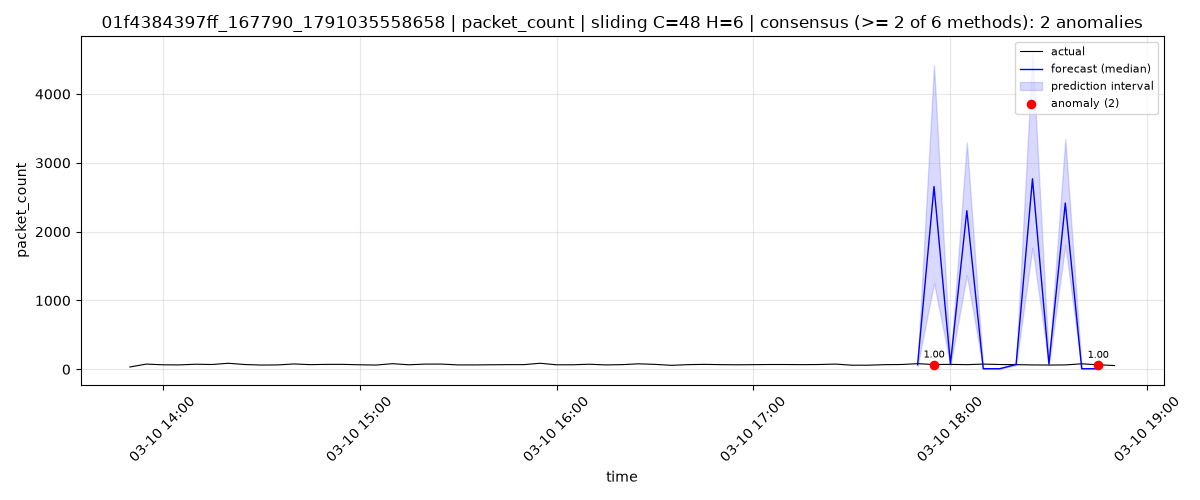 01f4384397ff_167790_1791035558658 | packet_count | sliding C=48 H=6 | consensus (>= 2 of 6 methods): 2 anomalies
actual
forecast (median)
prediction interval
anomaly (2)
4000
3000
2000
1000
0
packet_count
1.00
1.00
03-10 14:00
03-10 15:00
03-10 16:00
03-10 17:00
03-10 18:00
03-10 19:00
time